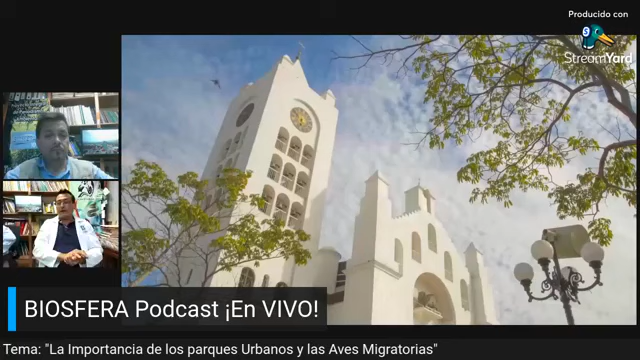 Producido con
StreamYard
BIOSFERA Podcast ¡En VIVO!
Tema: "La Importancia de los parques Urbanos y las Aves Migratorias"